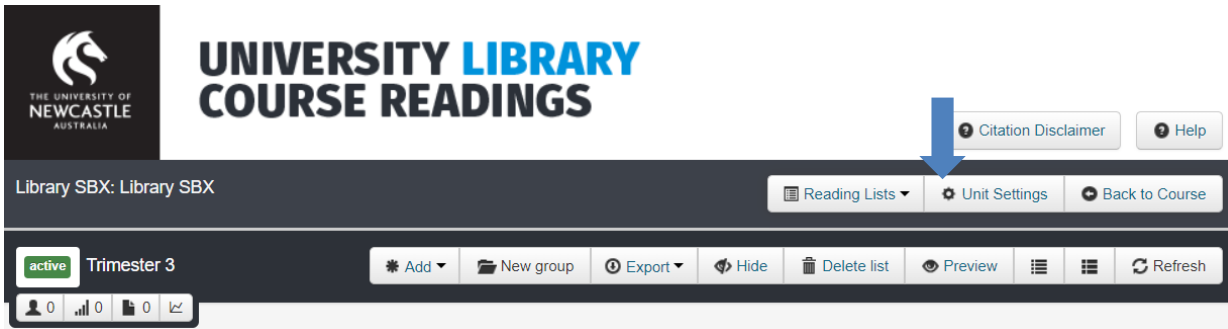 THE UNIVERSITY OF
NEWCASTLE
AUSTRALIA
UNIVERSITY LIBRARY
COURSE READINGS
Citation Disclaimer
Help
Library SBX: Library SBX
Reading Lists
Unit Settings
Back to Course
active
Trimester 3
Add
New group
Export
Hide
Delete list
Preview
Refresh
0
0
0